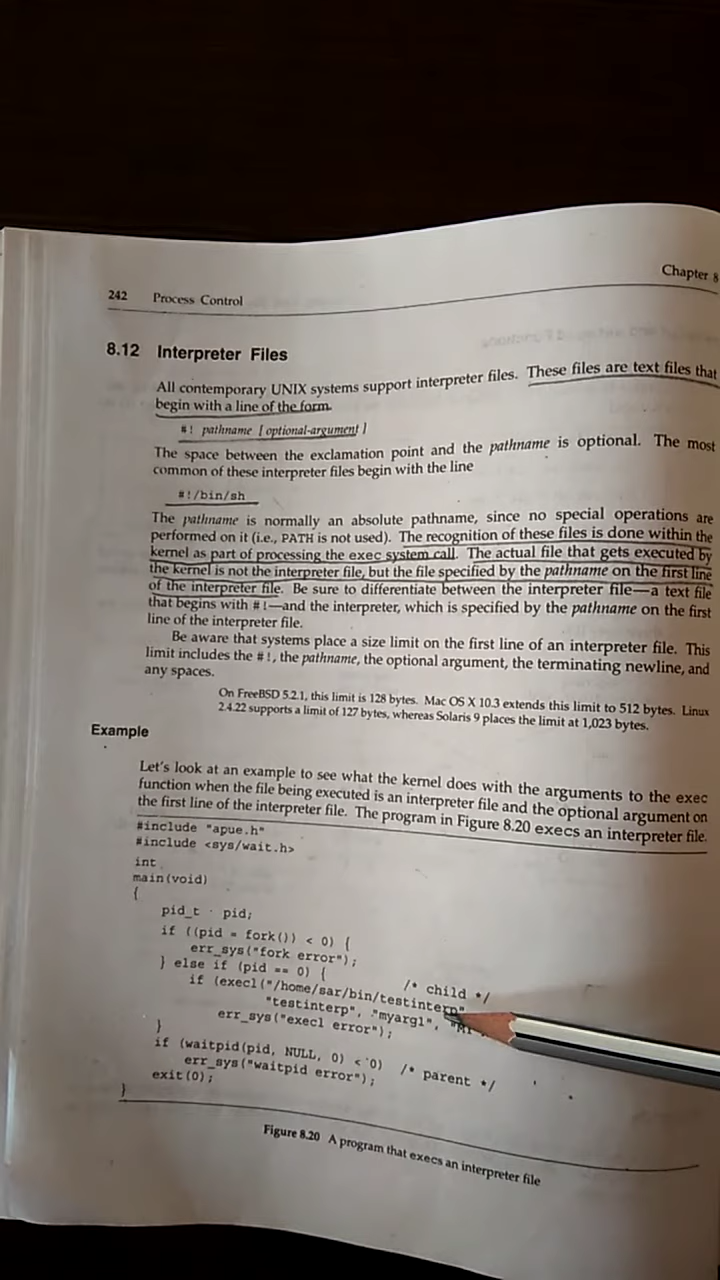 Chapter 8
242 Process Control
8.12 Interpreter Files
All contemporary UNIX systems support interpreter files. These files are text files that
begin with a line of the form
#! pathname [ optional-argument ]
The space between the exclamation point and the pathname is optional. The most
common of these interpreter files begin with the line
#!/bin/sh
The pathname is normally an absolute pathname, since no special operations are
performed on it (i.e., PATH is not used). The recognition of these files is done within the
kernel as part of processing the exec system call. The actual file that gets executed by
the kernel is not the interpreter file, but the file specified by the pathname on the first line
of the interpreter file. Be sure to differentiate between the interpreter file—a text file
that begins with #!—and the interpreter, which is specified by the pathname on the first
line of the interpreter file.
Be aware that systems place a size limit on the first line of an interpreter file. This
limit includes the #!, the pathname, the optional argument, the terminating newline, and
any spaces.
On FreeBSD 5.2.1, this limit is 128 bytes. Mac OS X 10.3 extends this limit to 512 bytes. Linux
2.4.22 supports a limit of 127 bytes, whereas Solaris 9 places the limit at 1,023 bytes.
Example
Let's look at an example to see what the kernel does with the arguments to the exec
function when the file being executed is an interpreter file and the optional argument on
the first line of the interpreter file. The program in Figure 8.20 execs an interpreter file.
#include "apue.h"
#include <sys/wait.h>
int
main(void)
{
pid_t pid;
if ((pid = fork()) < 0) {
err_sys("fork error");
} else if (pid == 0) { /* child */
if (execl("/home/sar/bin/testinterp",
"testinterp", "myarg1",
err_sys("execl error");
}
if (waitpid(pid, NULL, 0) < 0) /* parent */
err_sys("waitpid error");
exit(0);
}
Figure 8.20 A program that execs an interpreter file